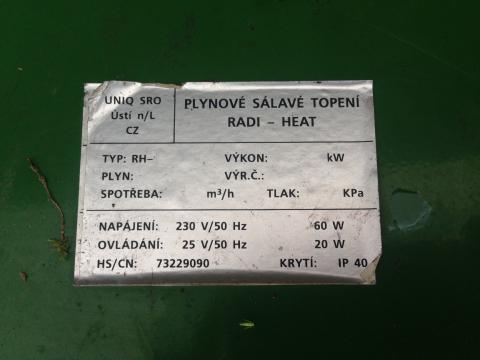 UNIQ SRO
Ústí n/L
CZ
PLYNOVÉ SÁLAVÉ TOPENÍ
RADI - HEAT
TYP: RH- VÝKON: kW
PLYN: VÝR.Č.:
SPOTŘEBA: m³/h TLAK: KPa
NAPÁJENÍ: 230 V/50 Hz 60 W
OVLÁDÁNÍ: 25 V/50 Hz 20 W
HS/CN: 73229090 KRYTÍ: IP 40